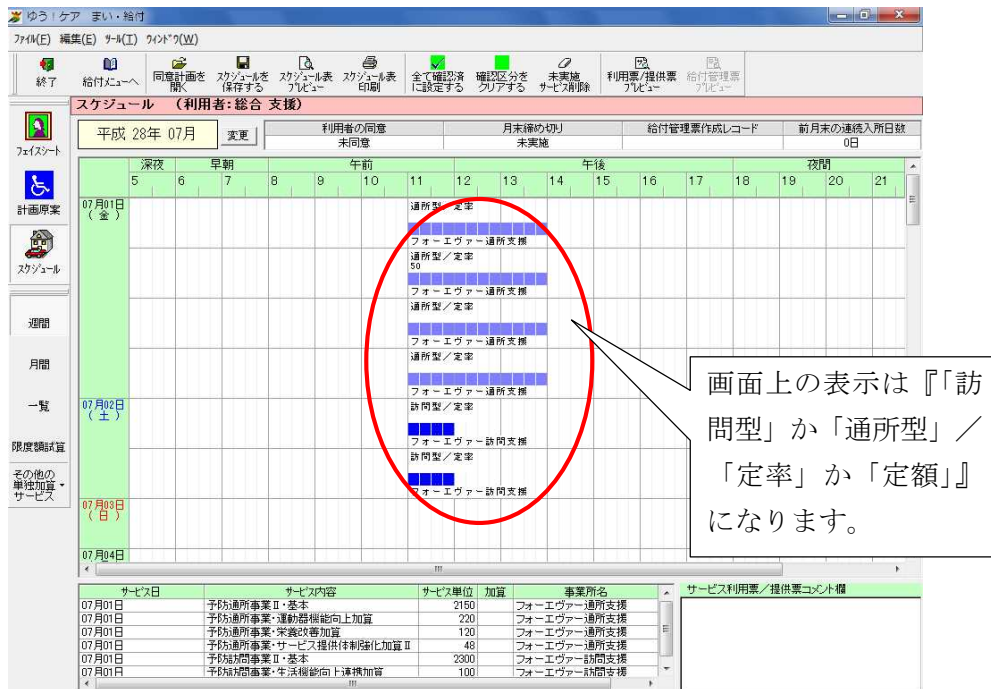 ゆう!ケア まい・給付
ファイル(E) 編集(E) ツール(T) ウィンドウ(W)
終了
給付メニューへ
同意計画を開く
スケジュールを保存する
スケジュール表プレビュー
スケジュール表印刷
全て確認済に設定する
確認区分をクリアする
未実施サービス削除
利用票/提供票プレビュー
給付管理票プレビュー
スケジュール (利用者:総合 支援)
フェイスシート
計画原案
スケジュール
週間
月間
一覧
限度額試算
その他の単独加算・サービス
平成 28年 07月 変更
利用者の同意 月末締め切り 給付管理票作成レコード 前月末の連続入所日数
未同意 未実施 0日
深夜 早朝 午前 午後 夜間
5 6 7 8 9 10 11 12 13 14 15 16 17 18 19 20 21
07月01日
(金)
通所型/定率
フォーエヴァー通所支援
通所型/定率
50
フォーエヴァー通所支援
通所型/定率
フォーエヴァー通所支援
通所型/定率
フォーエヴァー通所支援
07月02日
(土)
訪問型/定率
フォーエヴァー訪問支援
訪問型/定率
フォーエヴァー訪問支援
07月03日
(日)
07月04日
画面上の表示は『「訪
問型」か「通所型」/
「定率」か「定額」』
になります。
サービス日 サービス内容 サービス単位 加算 事業所名
07月01日 予防通所事業Ⅱ・基本 2150 フォーエヴァー通所支援
07月01日 予防通所事業・運動器機能向上加算 220 フォーエヴァー通所支援
07月01日 予防通所事業・栄養改善加算 120 フォーエヴァー通所支援
07月01日 予防通所事業・サービス提供体制強化加算Ⅱ 48 フォーエヴァー通所支援
07月01日 予防訪問事業Ⅱ・基本 2300 フォーエヴァー訪問支援
07月01日 予防訪問事業・生活機能向上連携加算 100 フォーエヴァー訪問支援
サービス利用票/提供票コメント欄